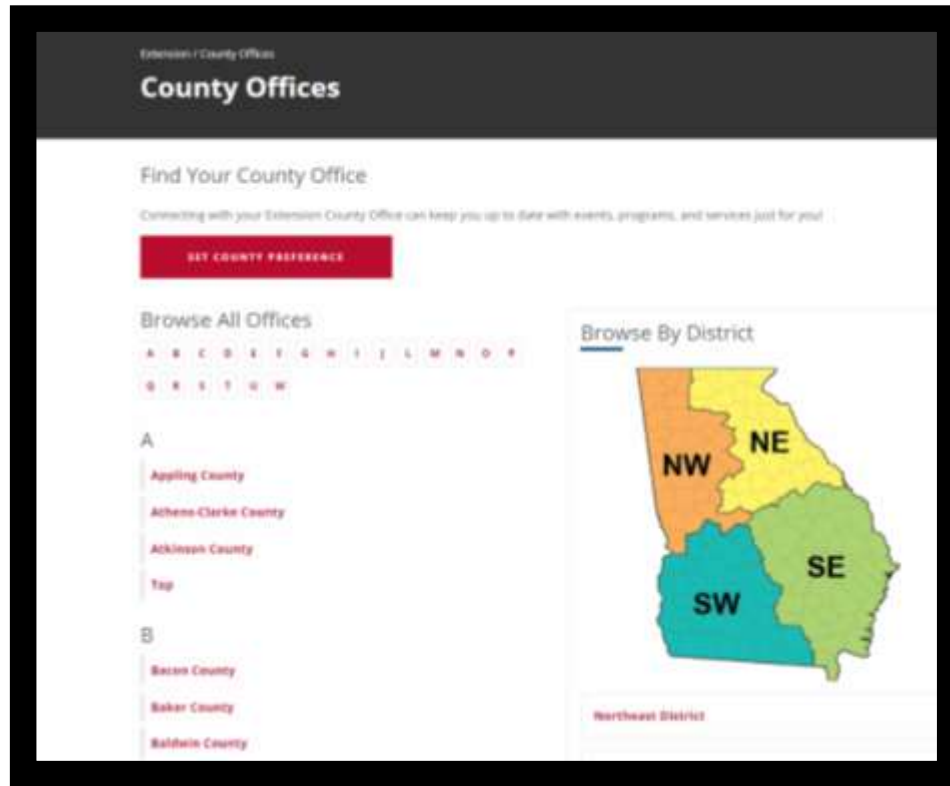 Extension / County Offices
County Offices
Find Your County Office
Connecting with your Extension County Office can keep you up to date with events, programs, and services just for you!
SET COUNTY PREFERENCE
Browse All Offices
A B C D E F G H I J L M N O P
Q R S T U W
A
Appling County
Athens-Clarke County
Atkinson County
Top
B
Bacon County
Baker County
Baldwin County
Browse By District
NW
NE
SW
SE
Northeast District